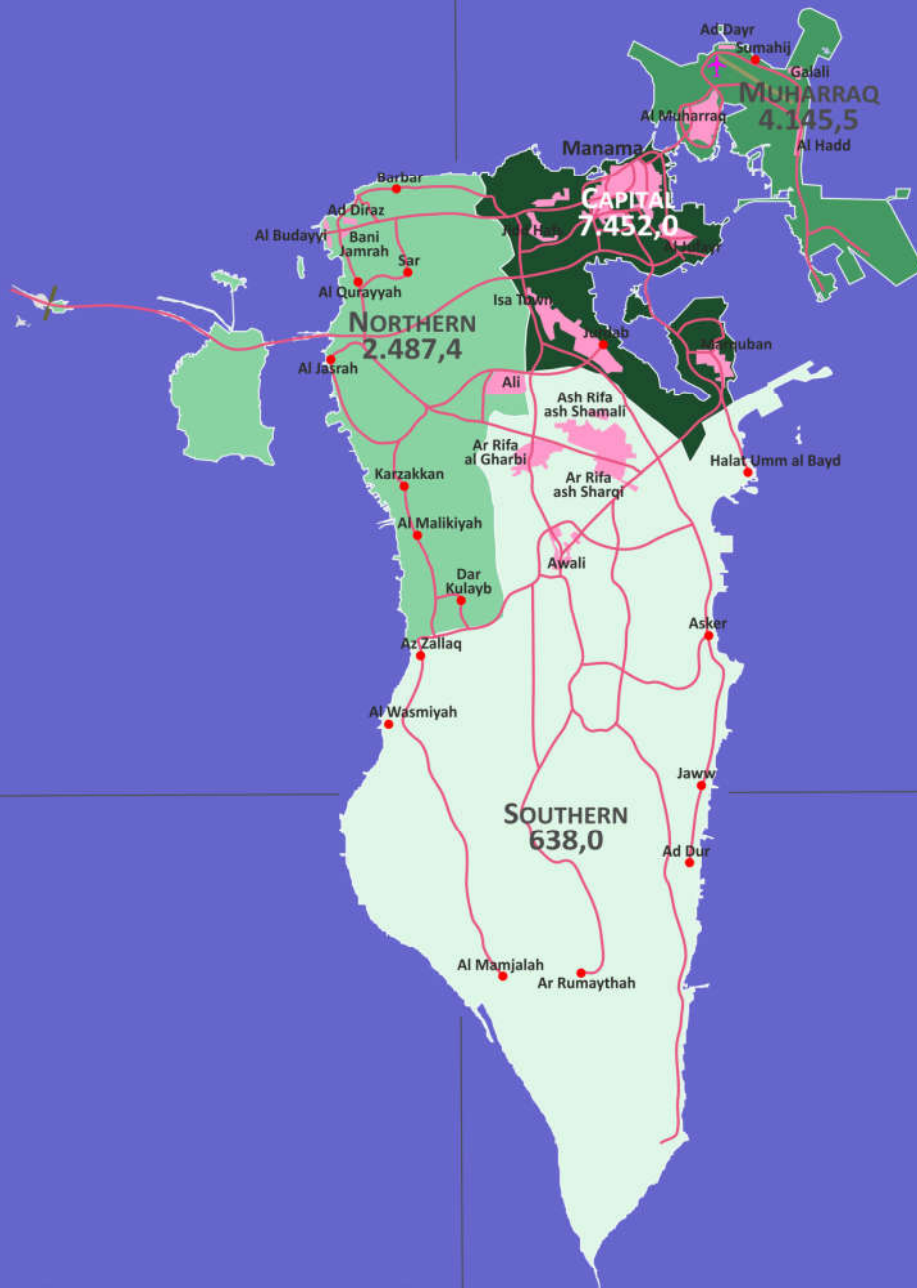 Ad Dayr
Sumahij
Galali
MUHARRAQ
4.145,5
Al Muharraq
Al Hadd
Manama
Barbar
CAPITAL
7.452,0
Ad Diraz
Al Budayyi
Bani
Jamrah
Sar
Al Qurayyah
Isa Town
NORTHERN
2.487,4
Al Jasrah
Ali
Ash Rifa
ash Shamali
Ar Rifa
al Gharbi
Halat Umm al Bayd
Karzakkan
Ar Rifa
ash Sharqi
Al Malikiyah
Awali
Dar
Kulayb
Asker
Az Zallaq
Al Wasmiyah
Jaww
SOUTHERN
638,0
Ad Dur
Al Mamjalah
Ar Rumaythah